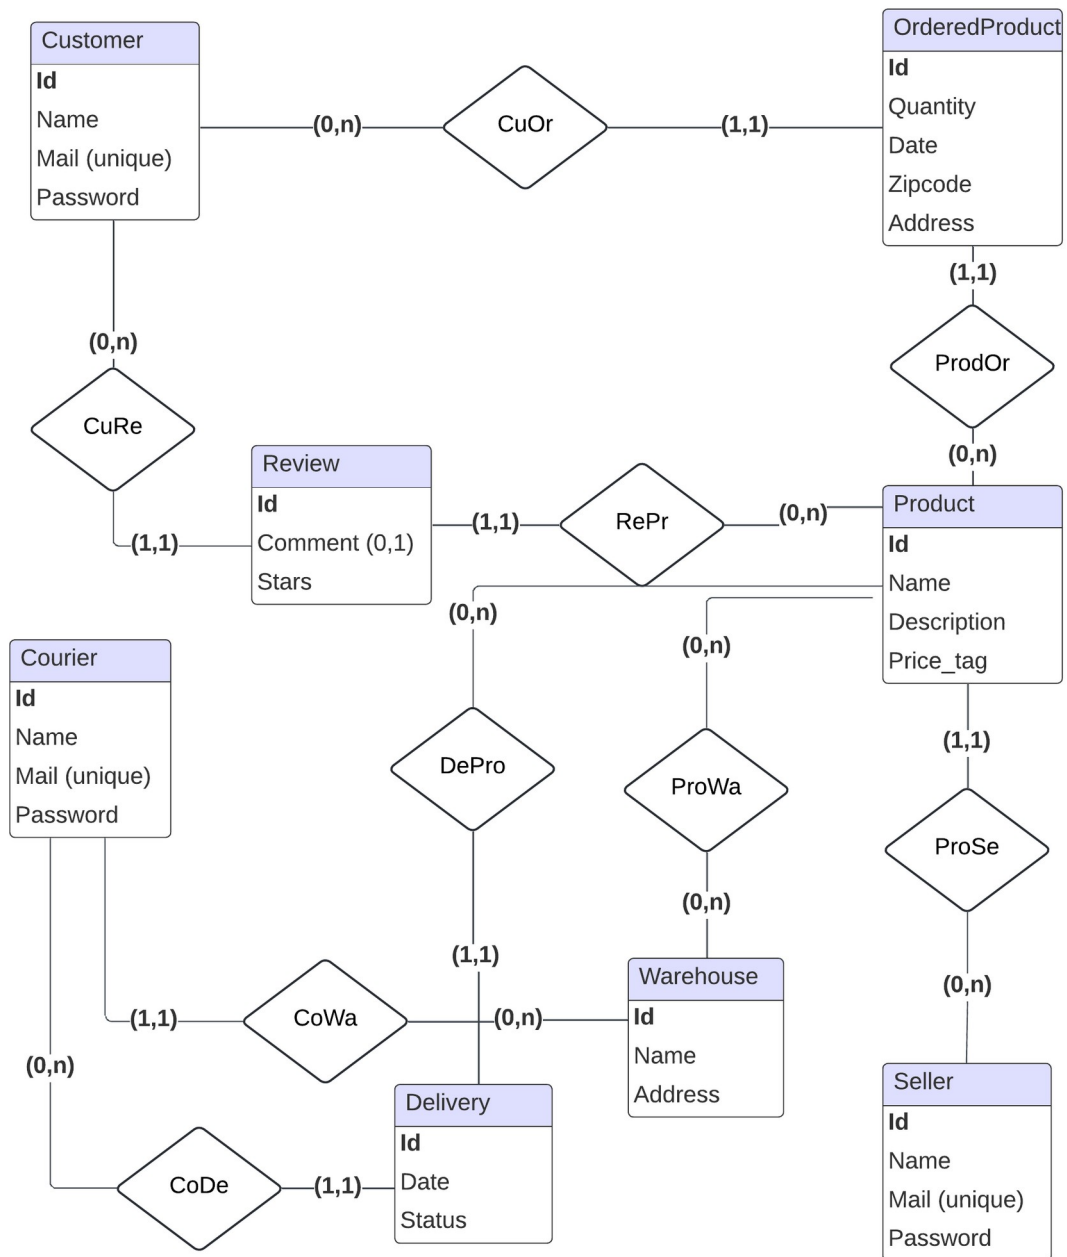 Customer
Id
Name
Mail (unique)
Password
(0,n)
CuOr
(1,1)
OrderedProduct
Id
Quantity
Date
Zipcode
Address
(1,1)
ProdOr
(0,n)
(0,n)
CuRe
(1,1)
Review
Id
Comment (0,1)
Stars
(1,1)
RePr
(0,n)
Product
Id
Name
Description
Price_tag
(0,n)
DePro
(1,1)
(0,n)
ProWa
(0,n)
(1,1)
ProSe
(0,n)
Courier
Id
Name
Mail (unique)
Password
(1,1)
CoWa
(0,n)
Warehouse
Id
Name
Address
(0,n)
CoDe
(1,1)
Delivery
Id
Date
Status
Seller
Id
Name
Mail (unique)
Password